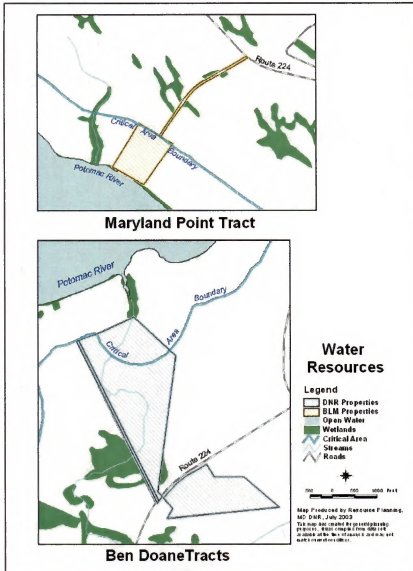 Route 224
Critical Area Boundary
Potomac River
Maryland Point Tract
Potomac River
Boundary
Area
Critical
Route 224
Ben DoaneTracts
Water
Resources
Legend
DNR Properties
BLM Properties
Open Water
Wetlands
Critical Area
Streams
Roads
Map Produced by Resource Planning,
MD DNR, July 2003